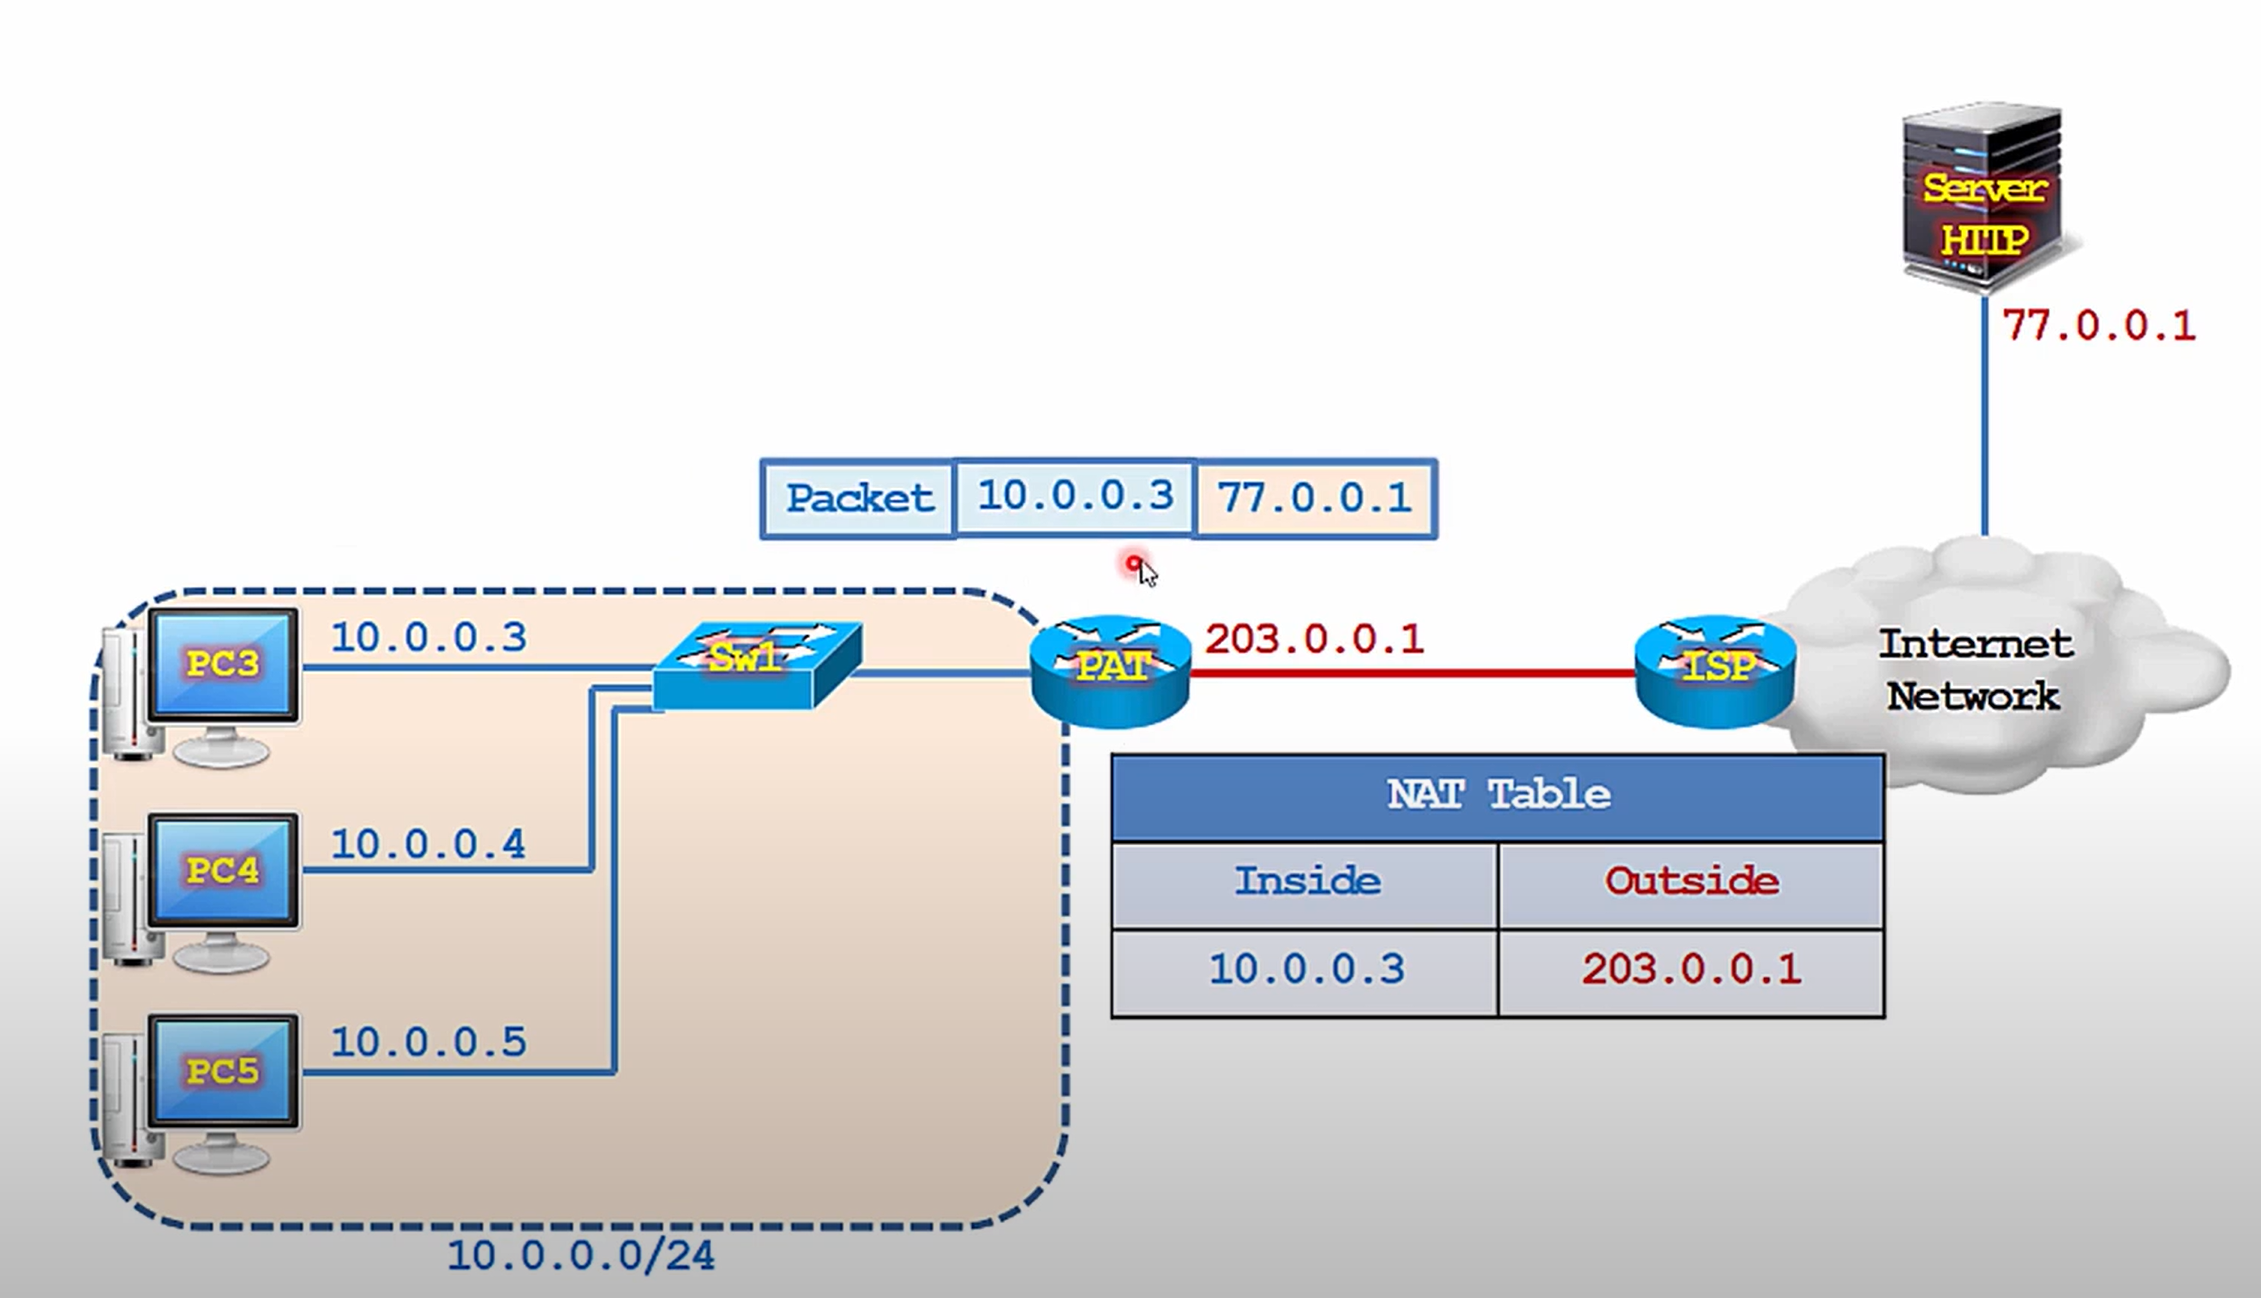 Server
HTTP
77.0.0.1
Packet 10.0.0.3 77.0.0.1
PC3
10.0.0.3
Sw1
PAT
203.0.0.1
ISP
Internet
Network
PC4
10.0.0.4
PC5
10.0.0.5
NAT Table
Inside Outside
10.0.0.3 203.0.0.1
10.0.0.0/24